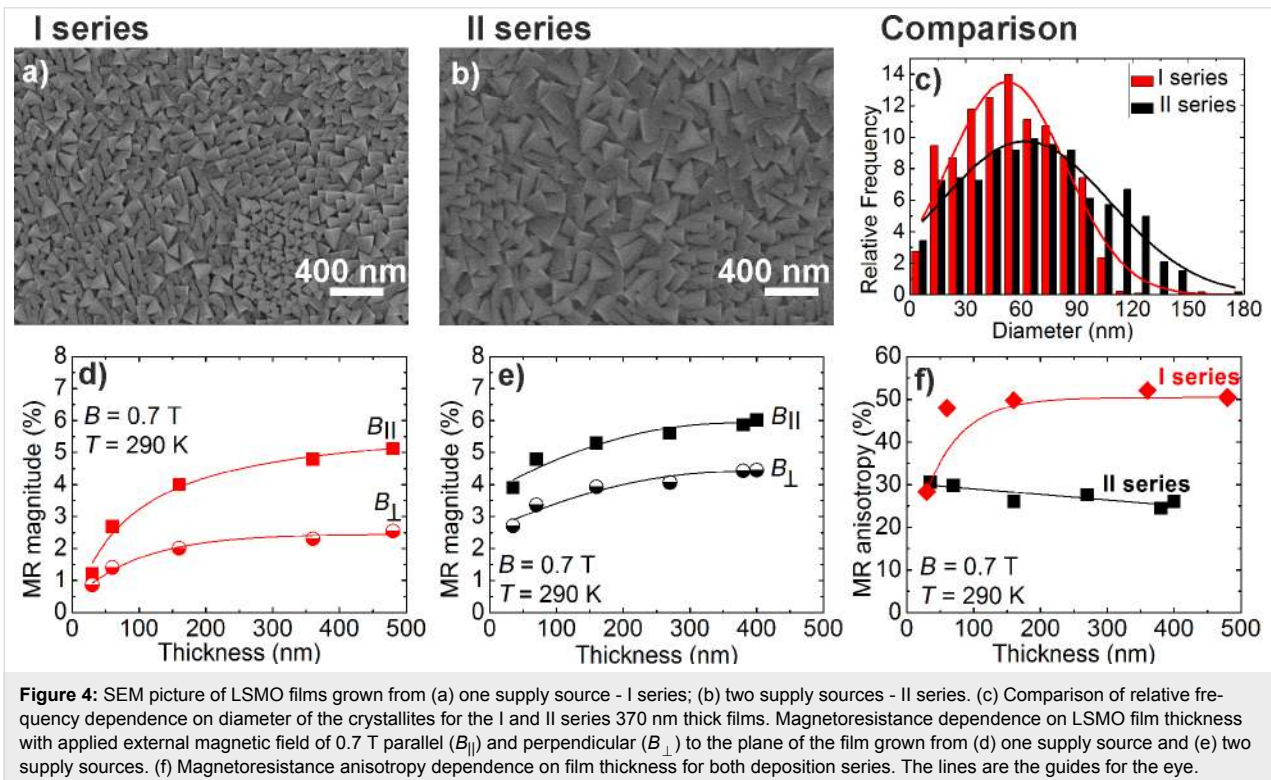 I series
II series
Comparison
a)
400 nm
b)
400 nm
c)
I series
II series
Relative Frequency
14
12
10
8
6
4
2
0
0 30 60 90 120 150 180
Diameter (nm)
d)
B = 0.7 T
T = 290 K
B||
B⊥
MR magnitude (%)
8
7
6
5
4
3
2
1
0
0 100 200 300 400 500
Thickness (nm)
e)
B||
B⊥
B = 0.7 T
T = 290 K
MR magnitude (%)
8
7
6
5
4
3
2
1
0
0 100 200 300 400 500
Thickness (nm)
f)
I series
II series
B = 0.7 T
T = 290 K
MR anisotropy (%)
60
50
40
30
20
10
0
0 100 200 300 400 500
Thickness (nm)
Figure 4: SEM picture of LSMO films grown from (a) one supply source - I series; (b) two supply sources - II series. (c) Comparison of relative fre-
quency dependence on diameter of the crystallites for the I and II series 370 nm thick films. Magnetoresistance dependence on LSMO film thickness
with applied external magnetic field of 0.7 T parallel (B||) and perpendicular (B⊥) to the plane of the film grown from (d) one supply source and (e) two
supply sources. (f) Magnetoresistance anisotropy dependence on film thickness for both deposition series. The lines are the guides for the eye.